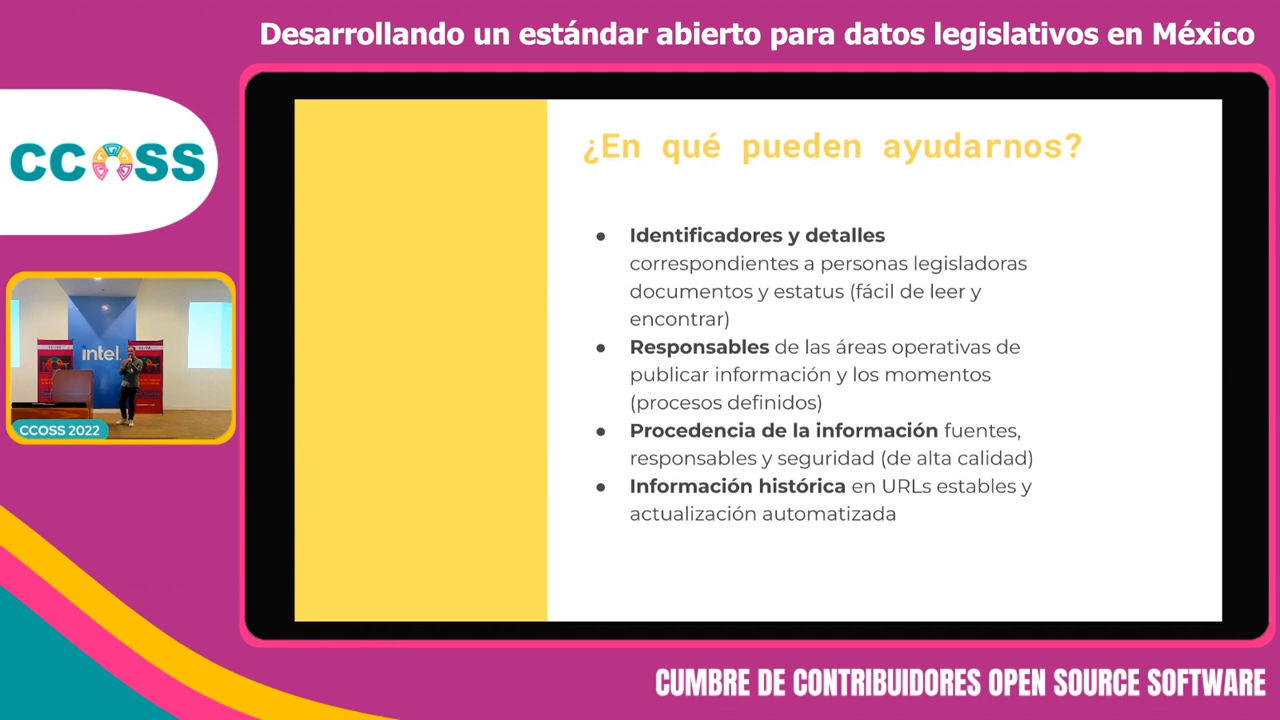 Desarrollando un estándar abierto para datos legislativos en México
CCOSS
¿En qué pueden ayudarnos?
● Identificadores y detalles
correspondientes a personas legisladoras
documentos y estatus (fácil de leer y
encontrar)
● Responsables de las áreas operativas de
publicar información y los momentos
(procesos definidos)
● Procedencia de la información fuentes,
responsables y seguridad (de alta calidad)
● Información histórica en URLs estables y
actualización automatizada
intel
CCOSS 2022
CUMBRE DE CONTRIBUIDORES OPEN SOURCE SOFTWARE